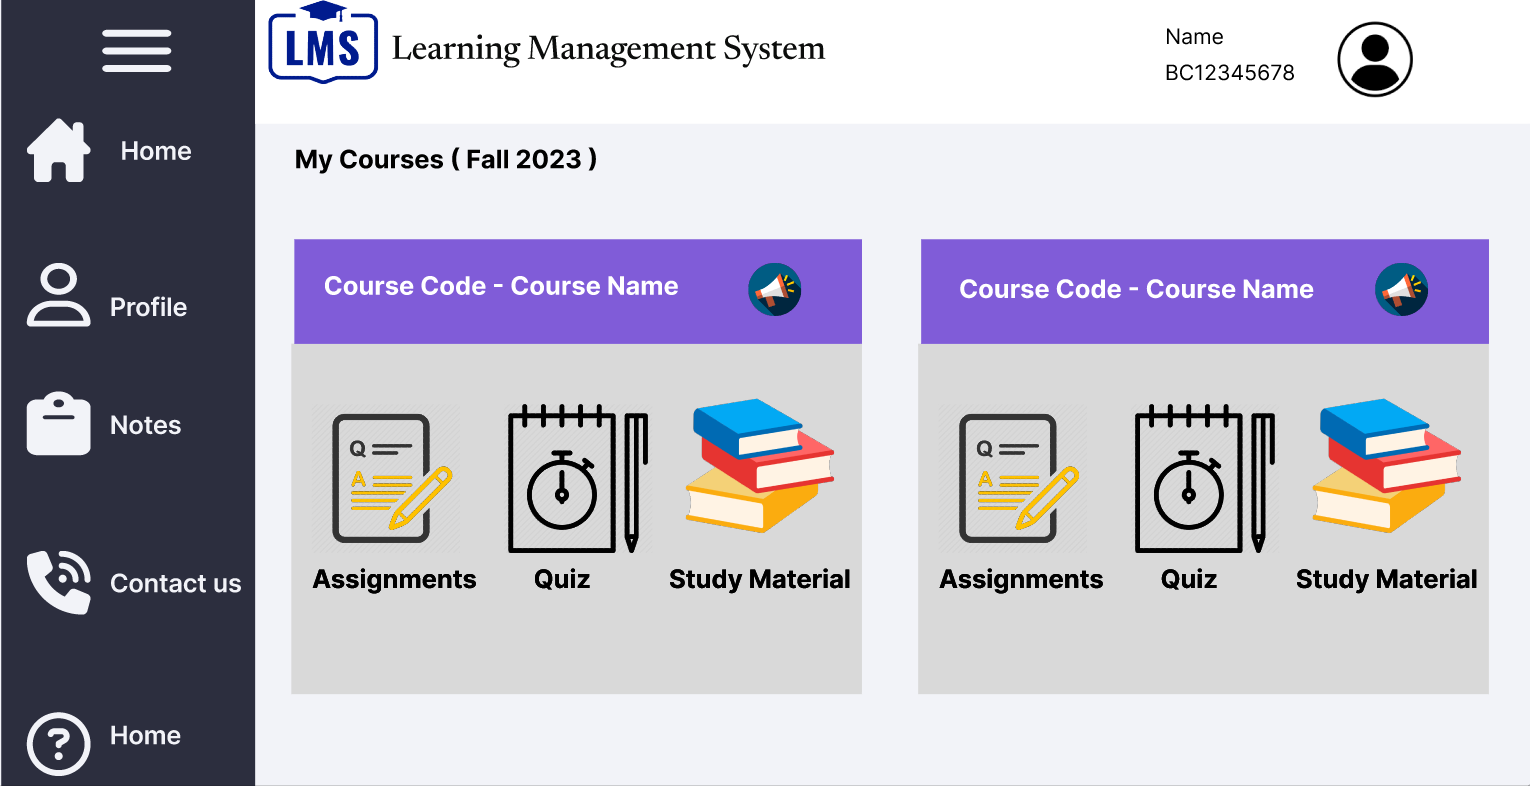 LMS Learning Management System
Name
BC12345678
Home
Profile
Notes
Contact us
Home
My Courses ( Fall 2023 )
Course Code - Course Name
Q
A
Assignments
Quiz
Study Material
Course Code - Course Name
Q
A
Assignments
Quiz
Study Material